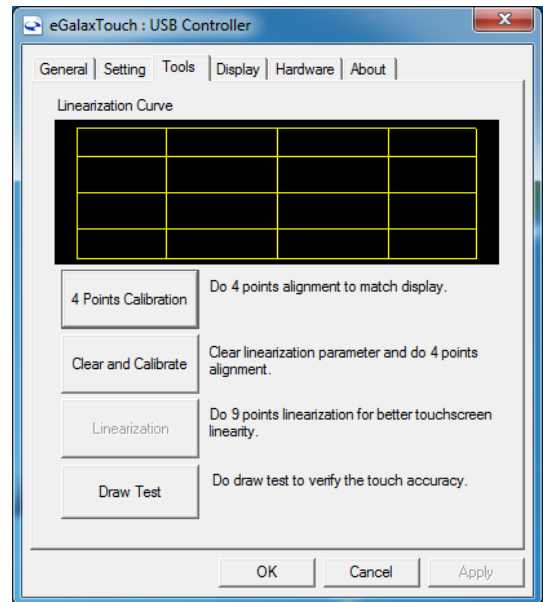 eGalaxTouch : USB Controller
General Setting Tools Display Hardware About
Linearization Curve
4 Points Calibration
Do 4 points alignment to match display.
Clear and Calibrate
Clear linearization parameter and do 4 points
alignment.
Linearization
Do 9 points linearization for better touchscreen
linearity.
Draw Test
Do draw test to verify the touch accuracy.
OK Cancel Apply